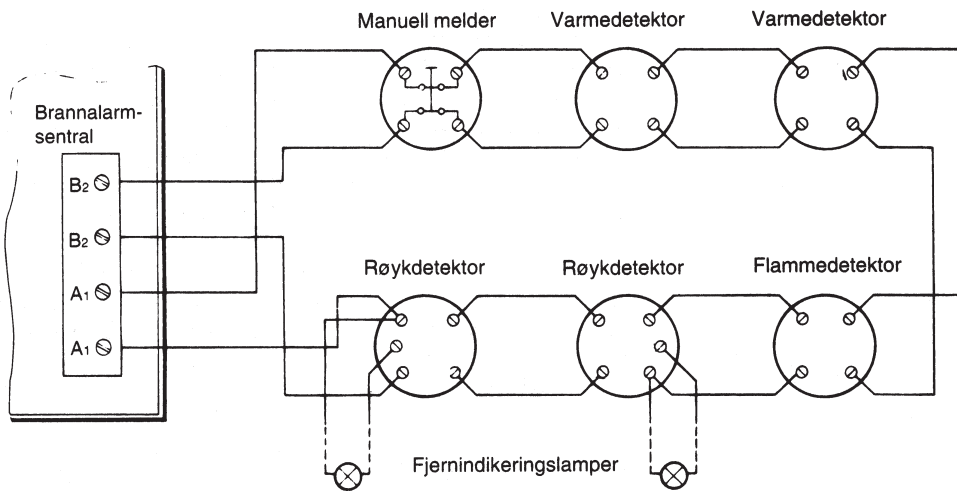 Manuell melder
Varmedetektor
Varmedetektor
Brannalarm-
sentral
B2
B2
A1
A1
Røykdetektor
Røykdetektor
Flammedetektor
Fjernindikeringslamper